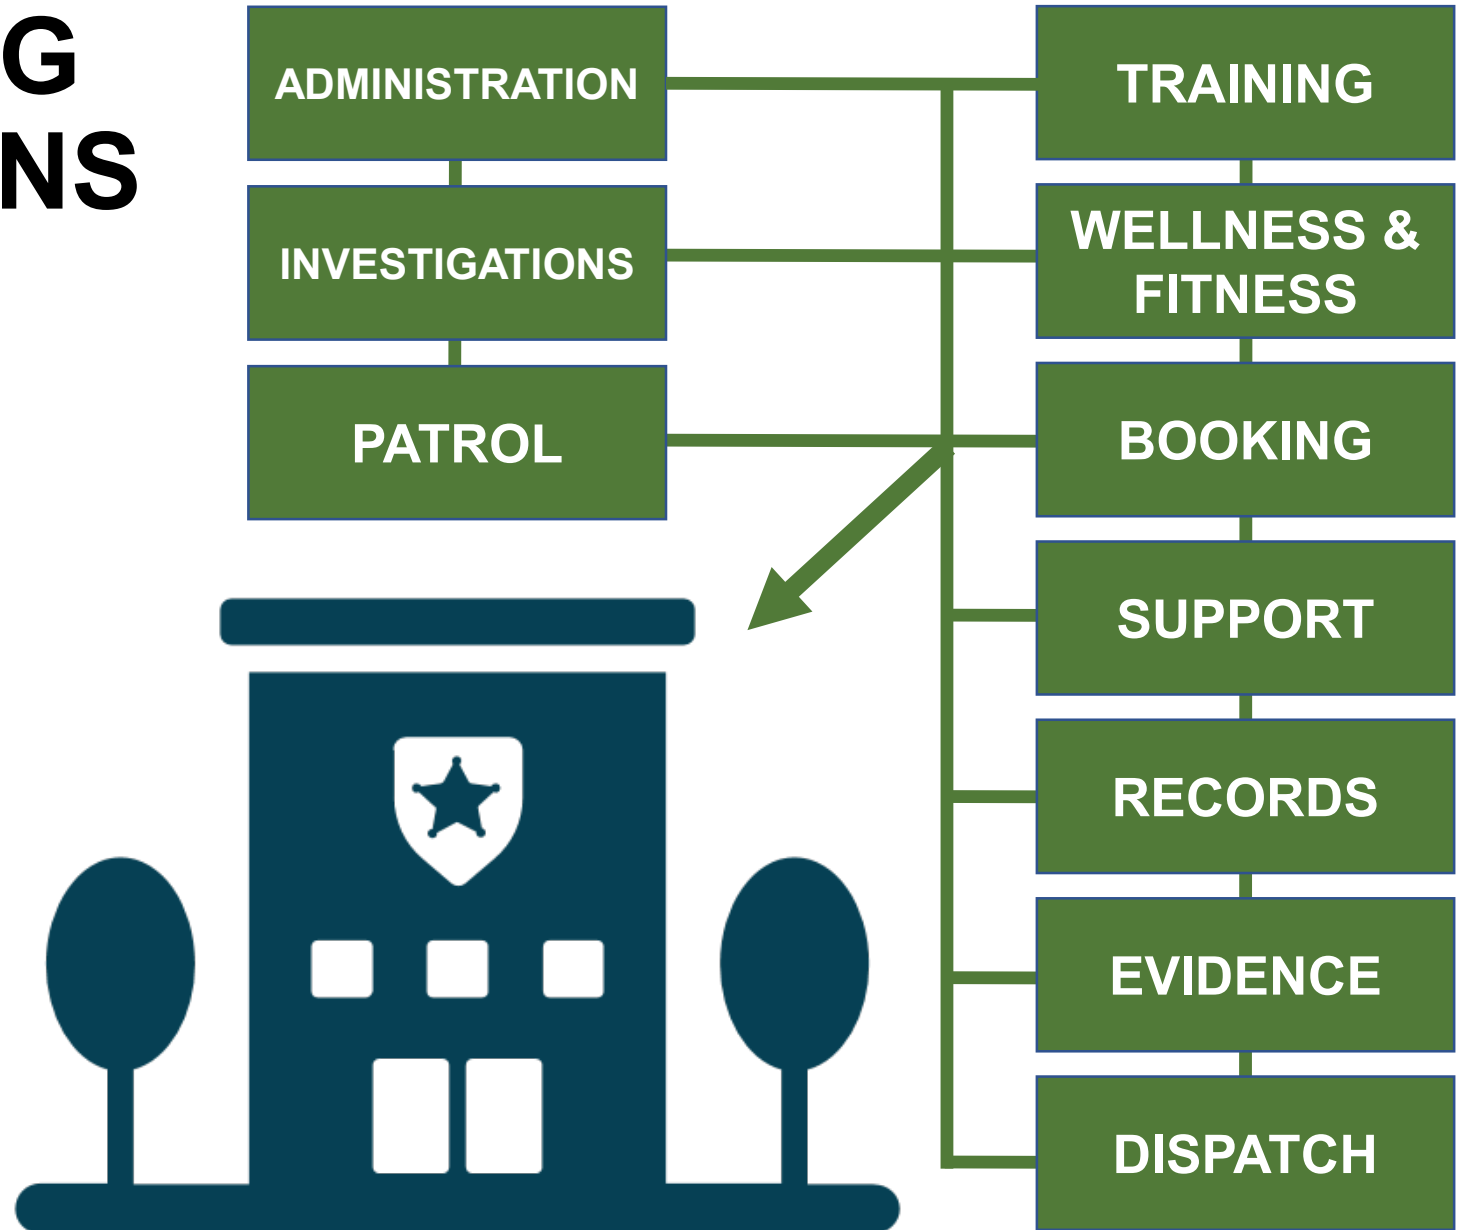 G
NS
ADMINISTRATION
INVESTIGATIONS
PATROL
TRAINING
WELLNESS &
FITNESS
BOOKING
SUPPORT
RECORDS
EVIDENCE
DISPATCH